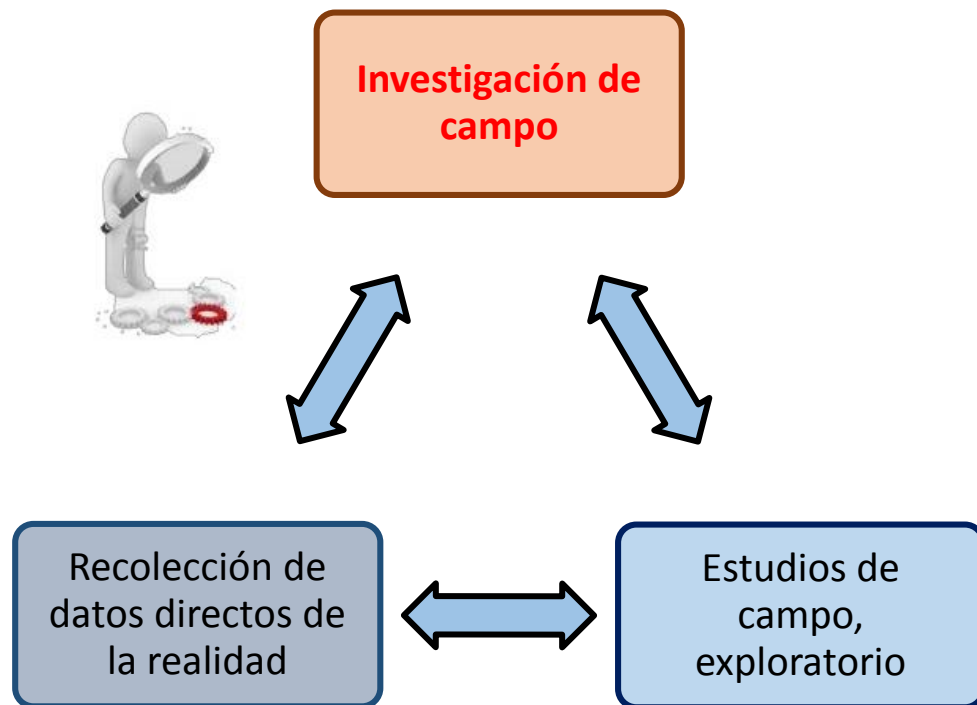 Investigación de
campo
Recolección de
datos directos de
la realidad
Estudios de
campo,
exploratorio